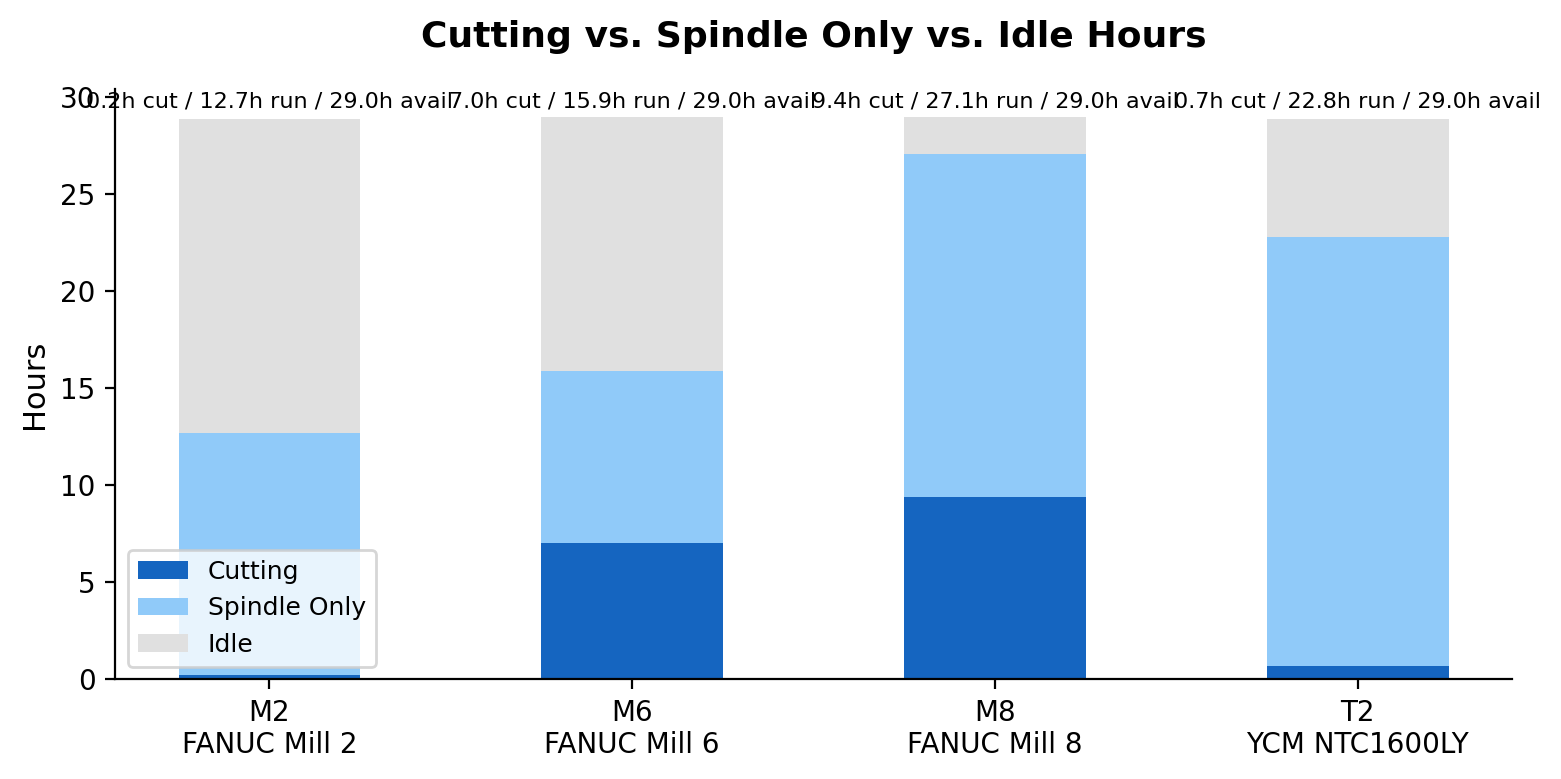 Cutting vs. Spindle Only vs. Idle Hours
30
0.2h cut / 12.7h run / 29.0h avail
7.0h cut / 15.9h run / 29.0h avail
9.4h cut / 27.1h run / 29.0h avail
0.7h cut / 22.8h run / 29.0h avail
25
20
15
10
5
0
Hours
Cutting
Spindle Only
Idle
M2
FANUC Mill 2
M6
FANUC Mill 6
M8
FANUC Mill 8
T2
YCM NTC1600LY